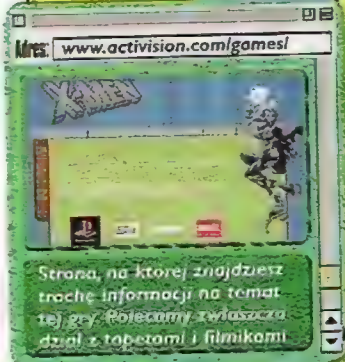 Adres: www.activision.com/games/
X-MEN
Strona, na ktorej znajdziesz
trochę informacji na temat
tej gry. Polecamy zwłaszcza
dział z tapetami i filmikami